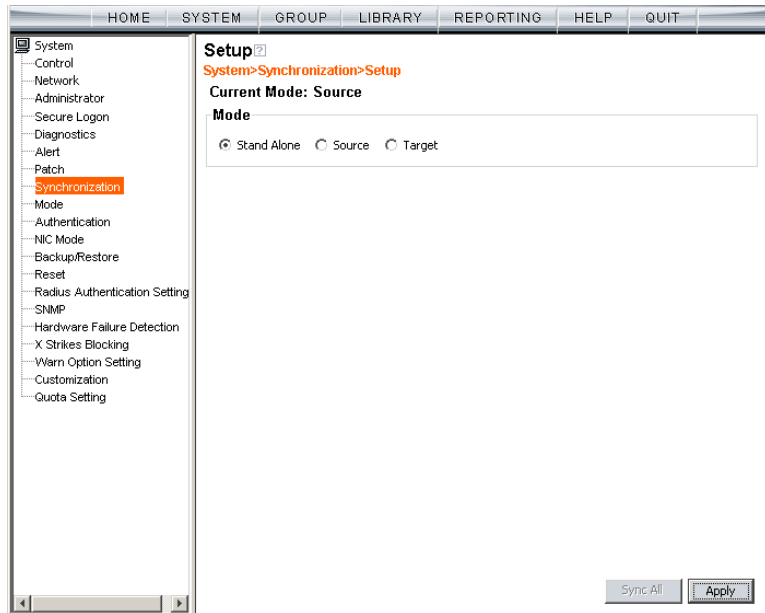 HOME SYSTEM GROUP LIBRARY REPORTING HELP QUIT
System
Control
Network
Administrator
Secure Logon
Diagnostics
Alert
Patch
Synchronization
Mode
Authentication
NIC Mode
Backup/Restore
Reset
Radius Authentication Setting
SNMP
Hardware Failure Detection
X Strikes Blocking
Warn Option Setting
Customization
Quota Setting
Setup ?
System>Synchronization>Setup
Current Mode: Source
Mode
Stand Alone Source Target
Sync All Apply